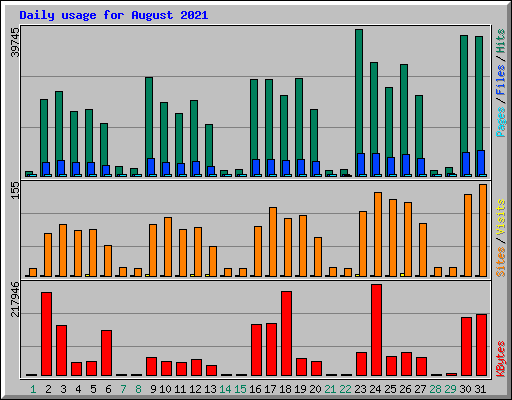 Daily usage for August 2021
39745
155
217946
Pages / Files / Hits
Sites / Visits
KBytes
1 2 3 4 5 6 7 8 9 10 11 12 13 14 15 16 17 18 19 20 21 22 23 24 25 26 27 28 29 30 31